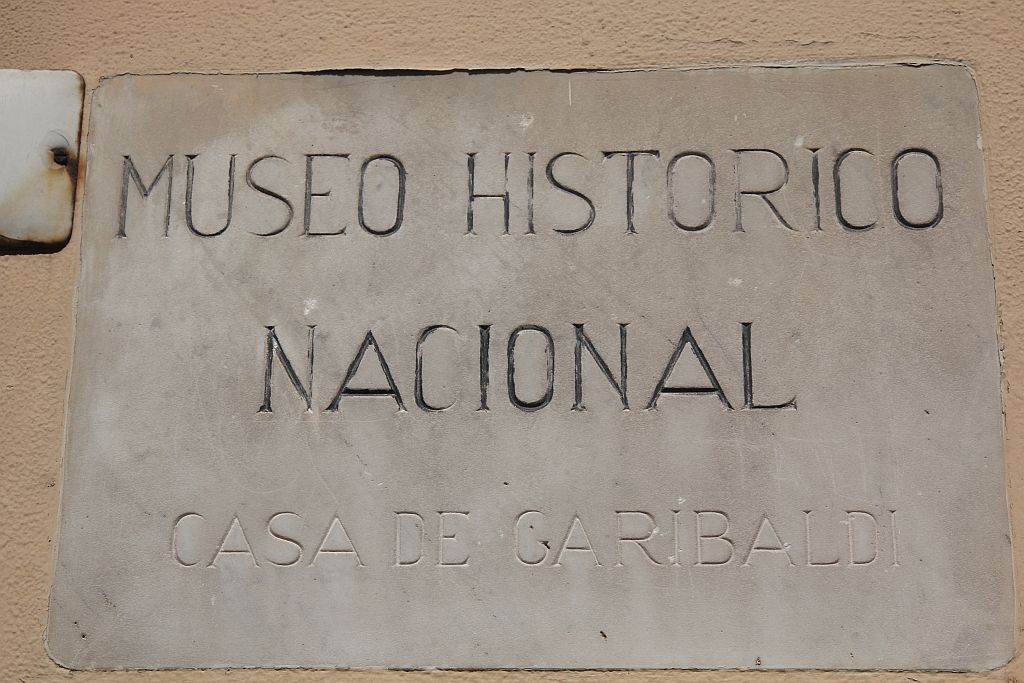 MUSEO HISTORICO
NACIONAL
CASA DE GARIBALDI